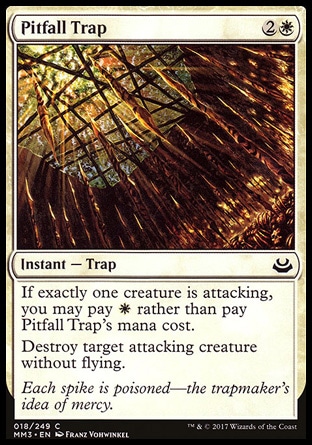 Pitfall Trap 2
Instant — Trap
If exactly one creature is attacking,
you may pay rather than pay
Pitfall Trap's mana cost.
Destroy target attacking creature
without flying.
Each spike is poisoned—the trapmaker's
idea of mercy.
018/249 C
MM3 • EN Franz Vohwinkel
™ & © 2017 Wizards of the Coast